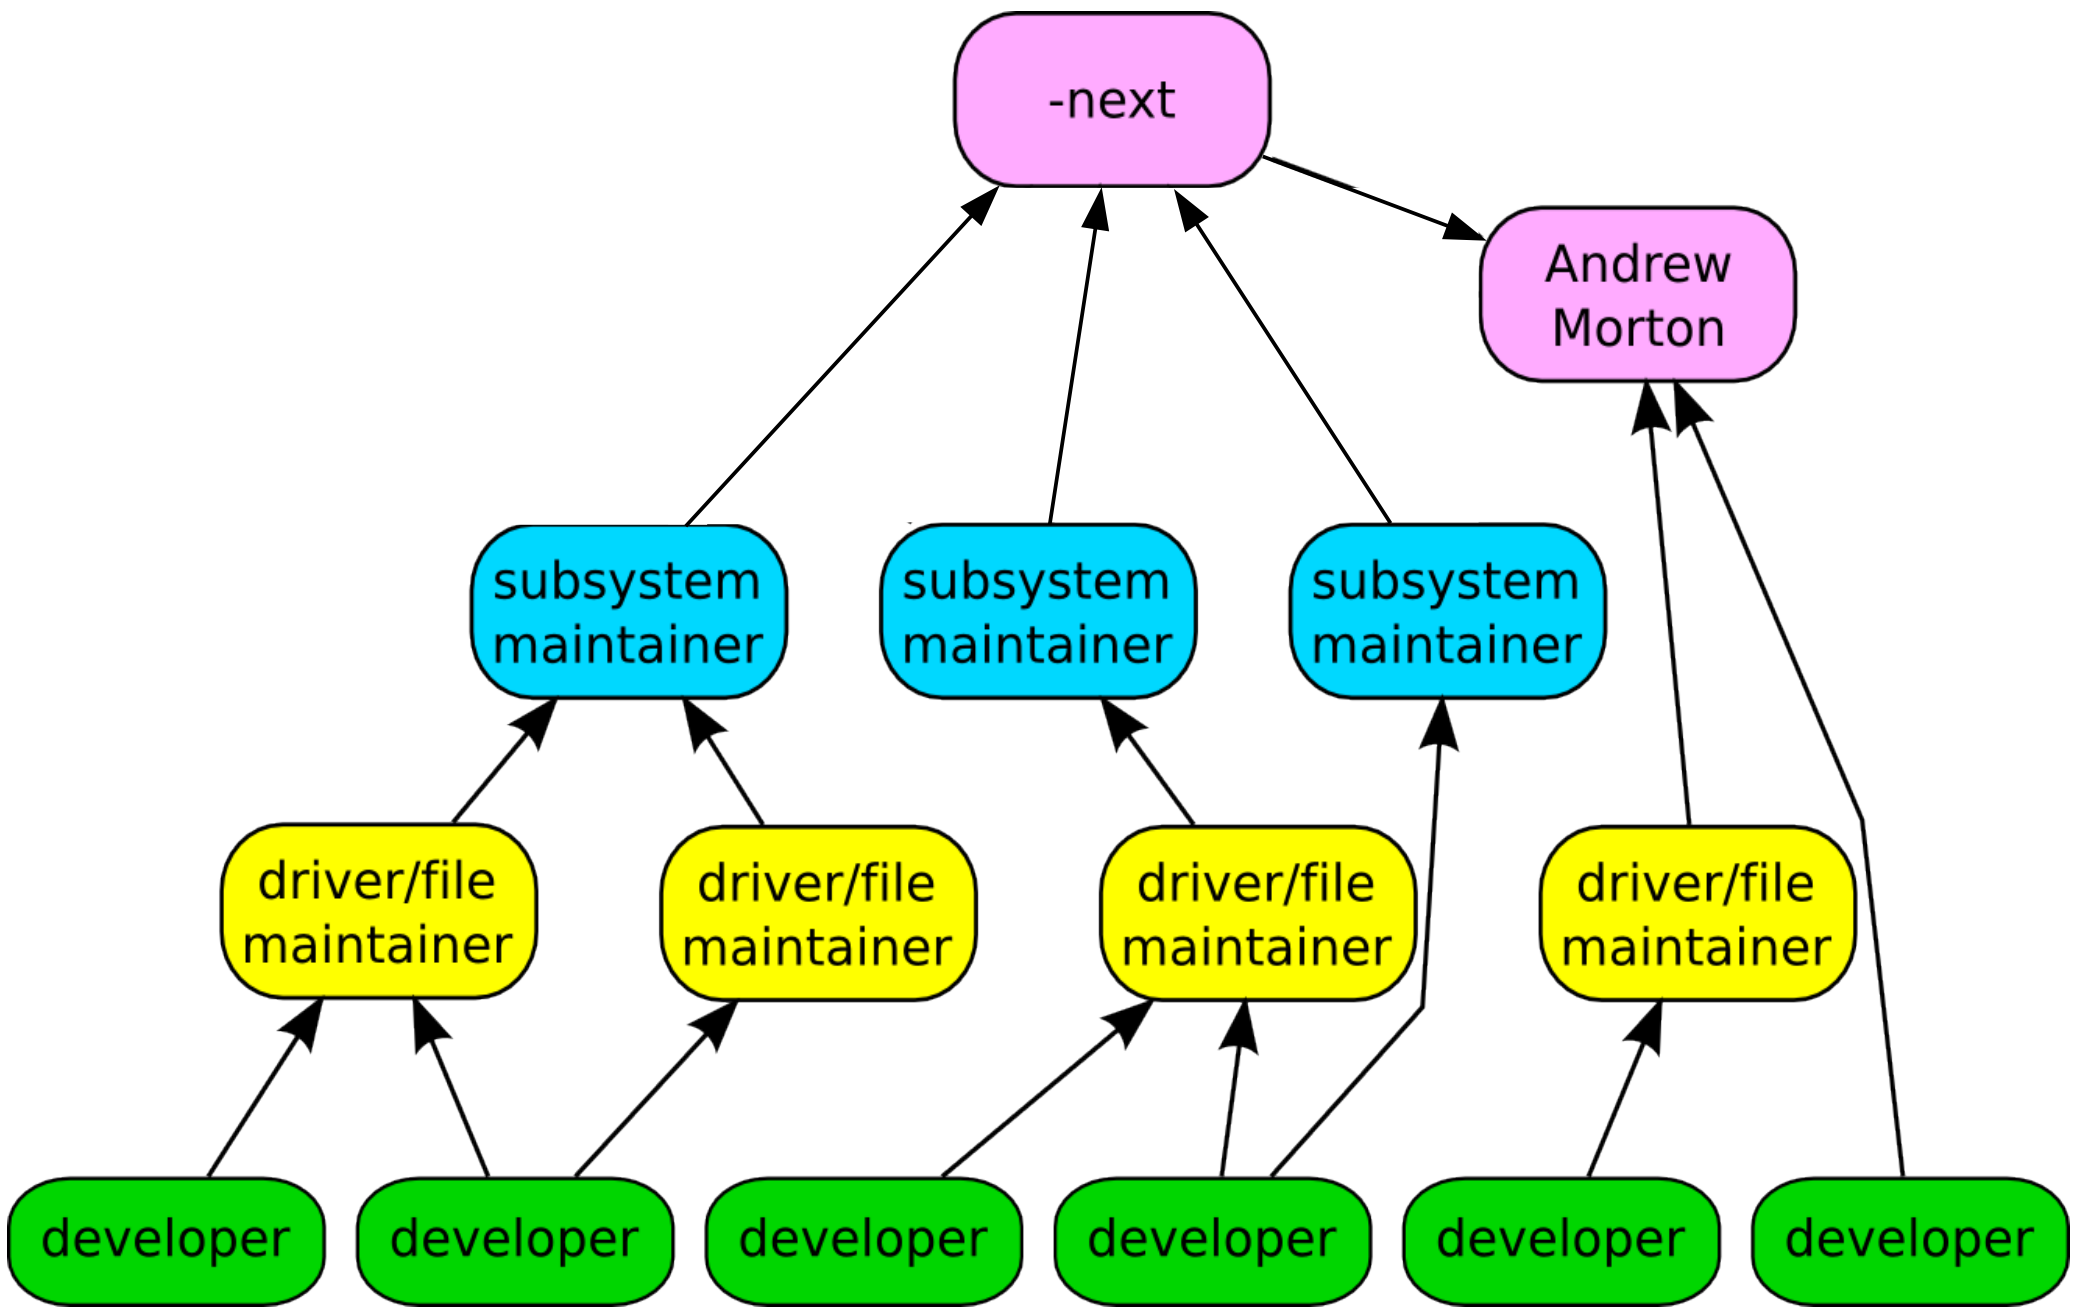 -next
Andrew
Morton
subsystem
maintainer
subsystem
maintainer
subsystem
maintainer
driver/file
maintainer
driver/file
maintainer
driver/file
maintainer
driver/file
maintainer
developer
developer
developer
developer
developer
developer